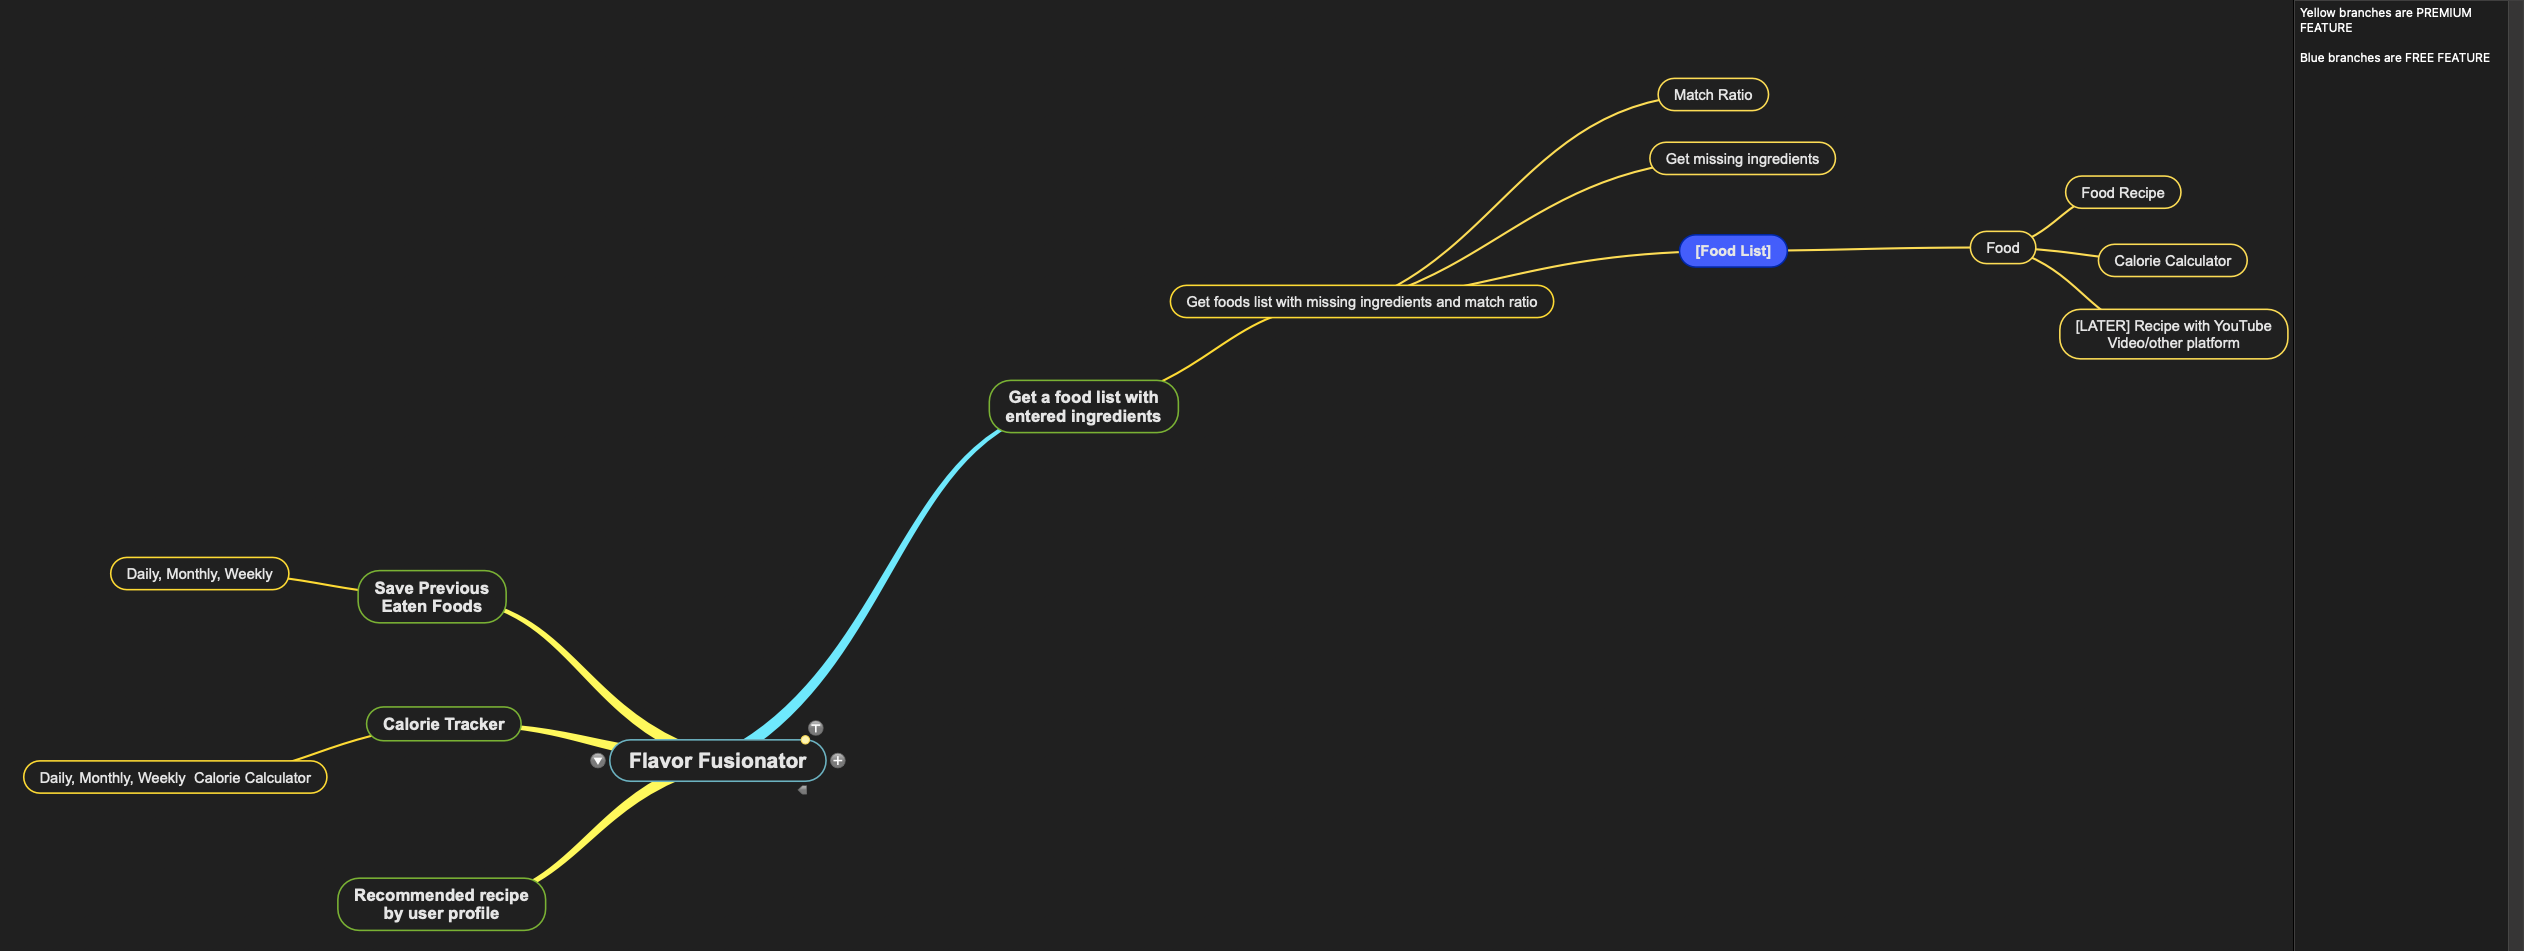 Yellow branches are PREMIUM
FEATURE
Blue branches are FREE FEATURE
Match Ratio
Get missing ingredients
Food Recipe
[Food List]
Food
Calorie Calculator
Get foods list with missing ingredients and match ratio
[LATER] Recipe with YouTube
Video/other platform
Get a food list with
entered ingredients
Daily, Monthly, Weekly
Save Previous
Eaten Foods
Calorie Tracker
Daily, Monthly, Weekly  Calorie Calculator
Flavor Fusionator
Recommended recipe
by user profile